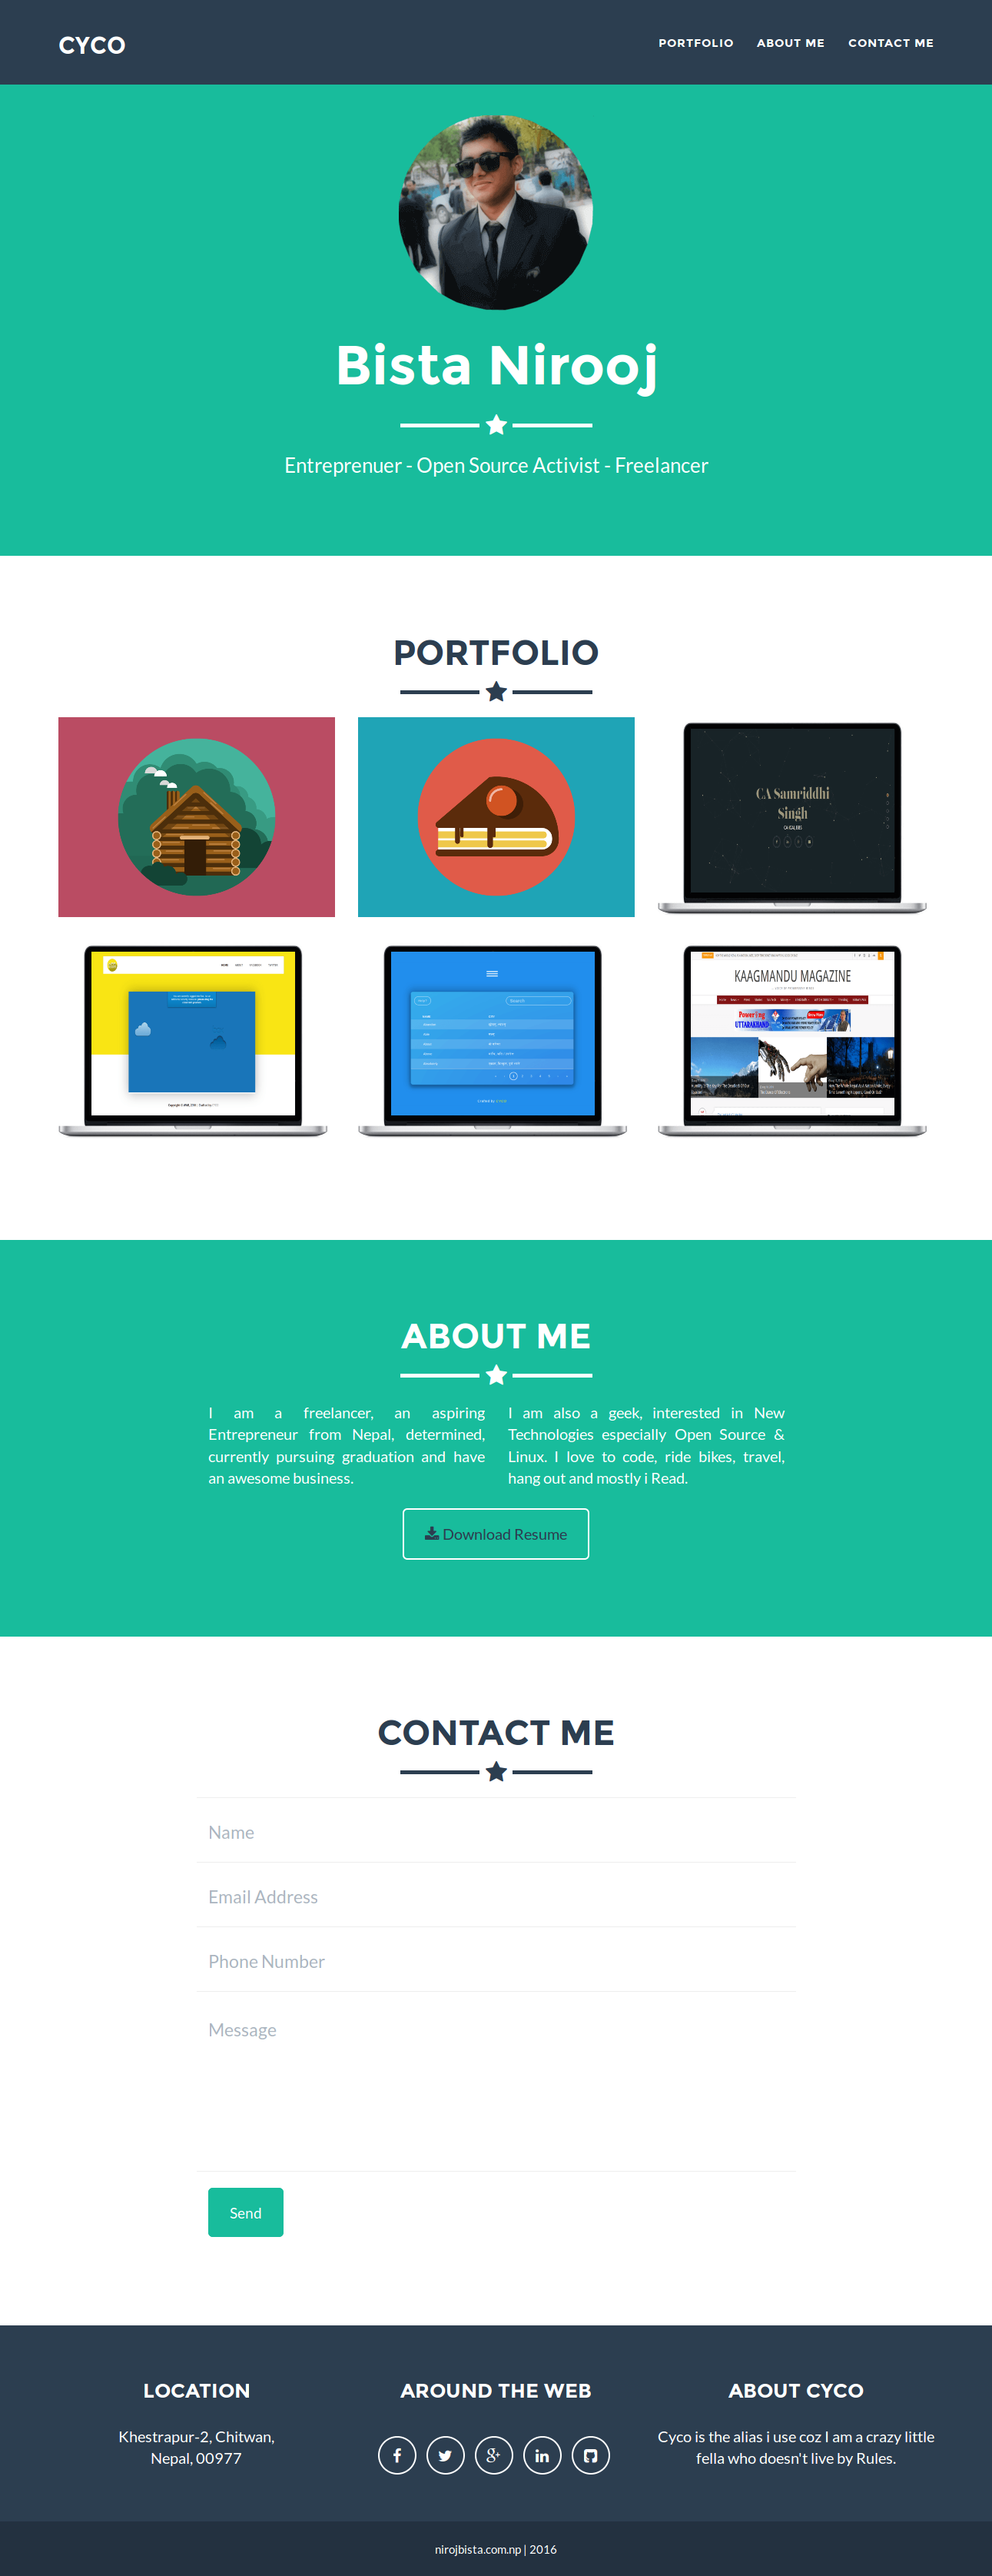 CYCO
PORTFOLIO ABOUT ME CONTACT ME
Bista Nirooj
Entreprenuer - Open Source Activist - Freelancer
PORTFOLIO
CA Samriddhi
Singh
KAAGMANDU MAGAZINE
Powering
UTTARAKHAND
Search
ABOUT ME
I am a freelancer, an aspiring
Entrepreneur from Nepal, determined,
currently pursuing graduation and have
an awesome business.
I am also a geek, interested in New
Technologies especially Open Source &
Linux. I love to code, ride bikes, travel,
hang out and mostly i Read.
Download Resume
CONTACT ME
Name
Email Address
Phone Number
Message
Send
LOCATION
Khestrapur-2, Chitwan,
Nepal, 00977
AROUND THE WEB
ABOUT CYCO
Cyco is the alias i use coz I am a crazy little
fella who doesn't live by Rules.
nirojbista.com.np | 2016